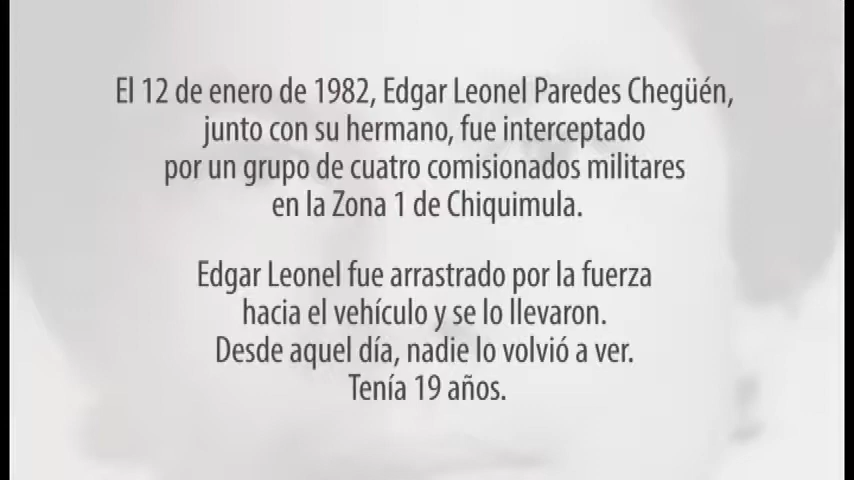 El 12 de enero de 1982, Edgar Leonel Paredes Chegüén,
junto con su hermano, fue interceptado
por un grupo de cuatro comisionados militares
en la Zona 1 de Chiquimula.
Edgar Leonel fue arrastrado por la fuerza
hacia el vehículo y se lo llevaron.
Desde aquel día, nadie lo volvió a ver.
Tenía 19 años.